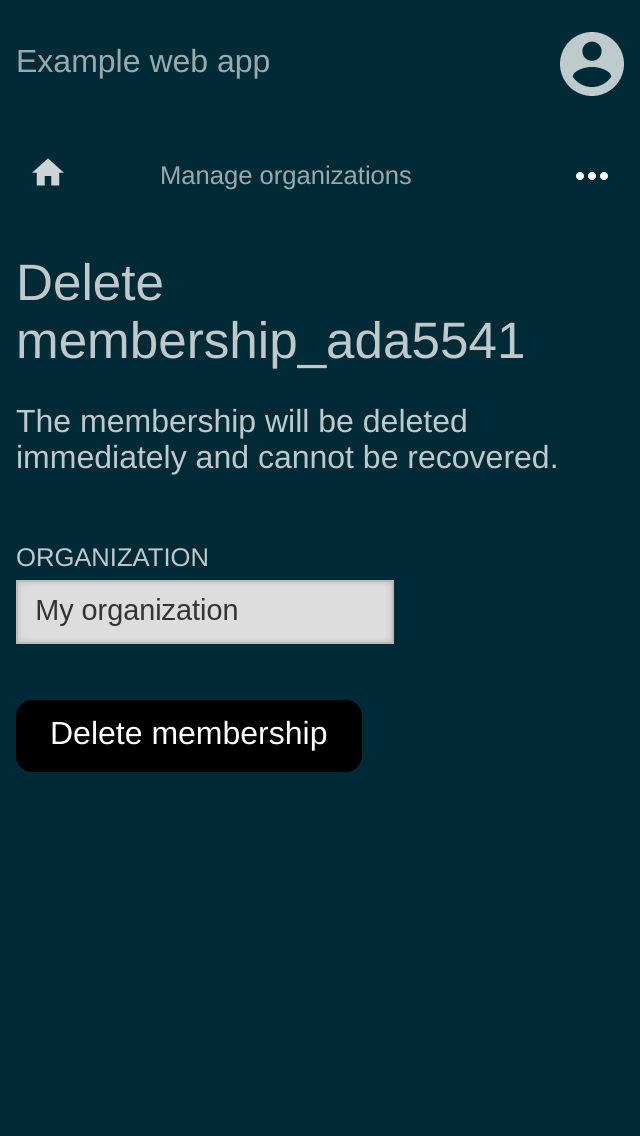 Example web app
Manage organizations
Delete
membership_ada5541
The membership will be deleted
immediately and cannot be recovered.
ORGANIZATION
My organization
Delete membership